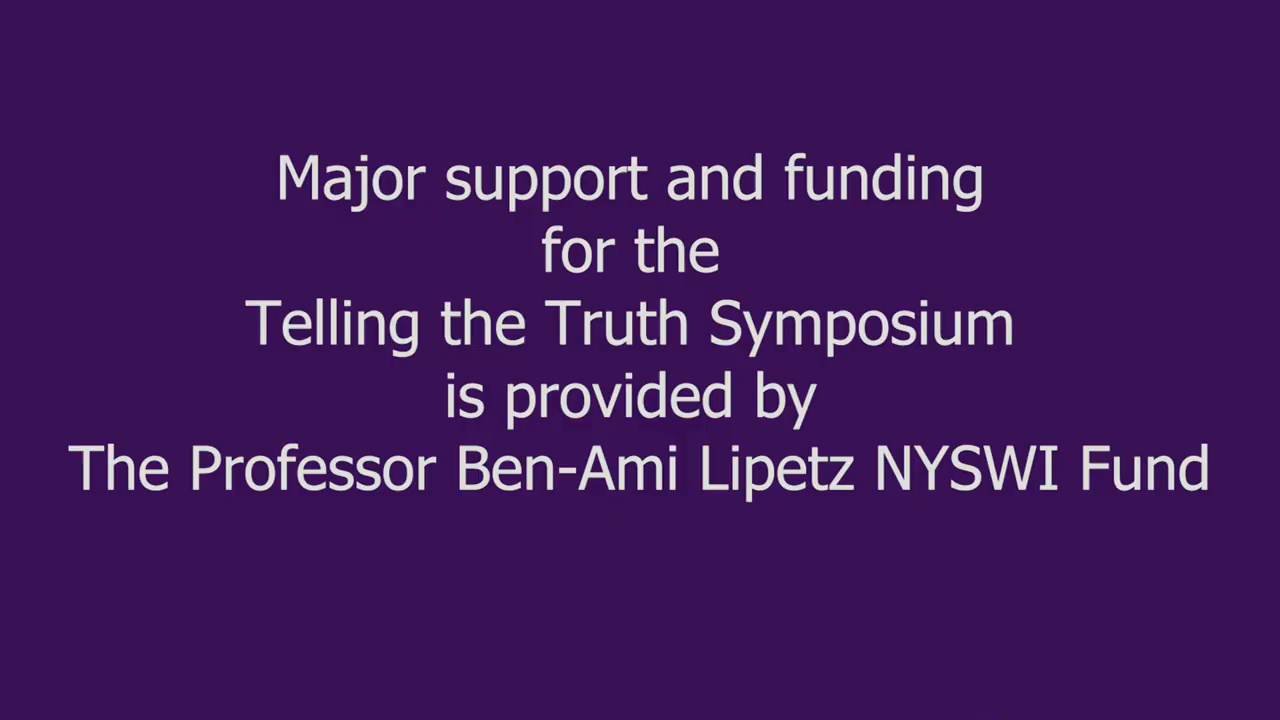 Major support and funding
for the
Telling the Truth Symposium
is provided by
The Professor Ben-Ami Lipetz NYSWI Fund